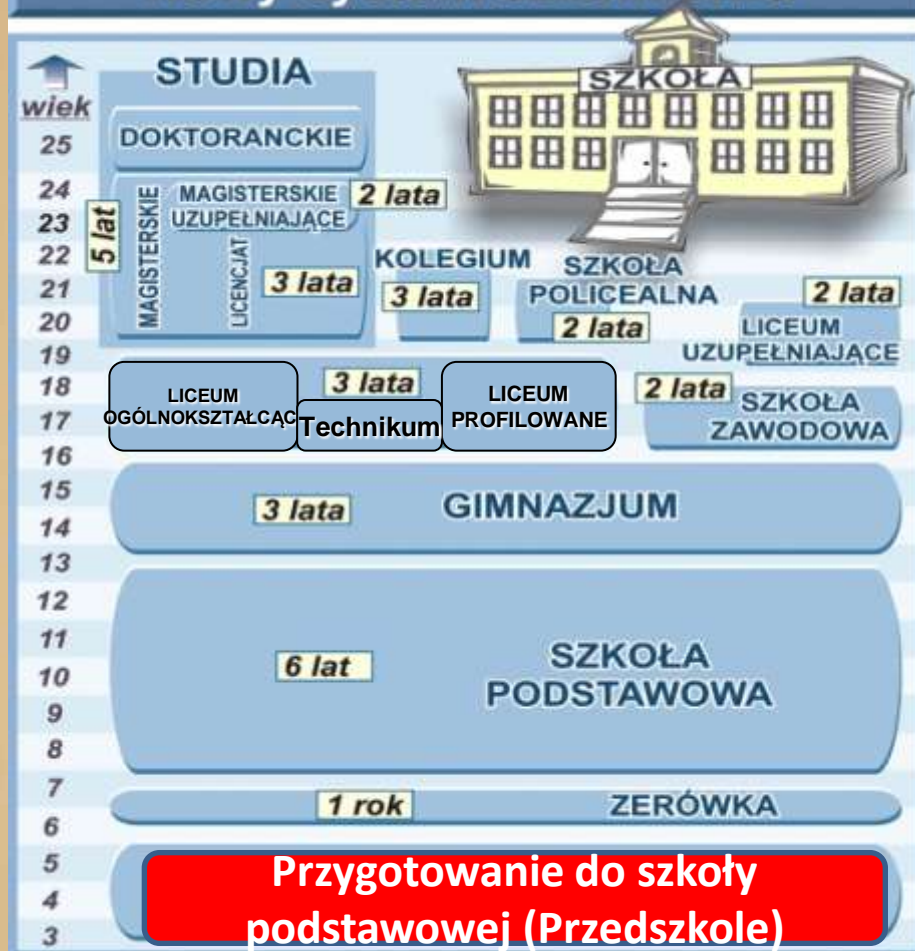 STUDIA
SZKOŁA
wiek
25
DOKTORANCKIE
24
MAGISTERSKIE
UZUPEŁNIAJĄCE
2 lata
23
5 lat
MAGISTERSKIE
LICENCJAT
22
KOLEGIUM
SZKOŁA
POLICEALNA
21
3 lata
3 lata
2 lata
20
2 lata
LICEUM
UZUPEŁNIAJĄCE
19
18
LICEUM
OGÓLNOKSZTAŁCĄC
3 lata
Technikum
LICEUM
PROFILOWANE
2 lata
SZKOŁA
ZAWODOWA
17
16
15
3 lata
GIMNAZJUM
14
13
12
11
6 lat
SZKOŁA
PODSTAWOWA
10
9
8
7
1 rok
ZERÓWKA
6
5
Przygotowanie do szkoły
podstawowej (Przedszkole)
4
3